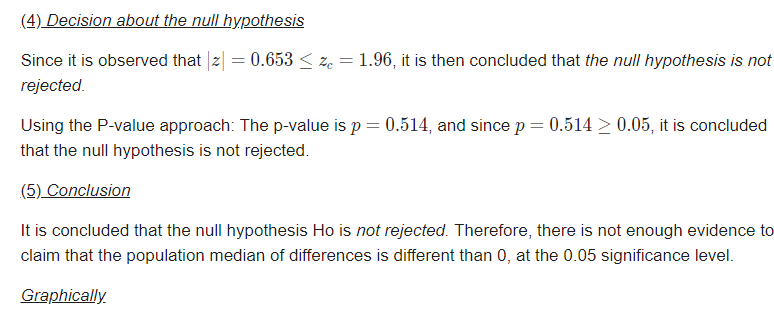 (4) Decision about the null hypothesis
Since it is observed that |z| = 0.653 ≤ z_c = 1.96, it is then concluded that the null hypothesis is not
rejected.
Using the P-value approach: The p-value is p = 0.514, and since p = 0.514 ≥ 0.05, it is concluded
that the null hypothesis is not rejected.
(5) Conclusion
It is concluded that the null hypothesis Ho is not rejected. Therefore, there is not enough evidence to
claim that the population median of differences is different than 0, at the 0.05 significance level.
Graphically